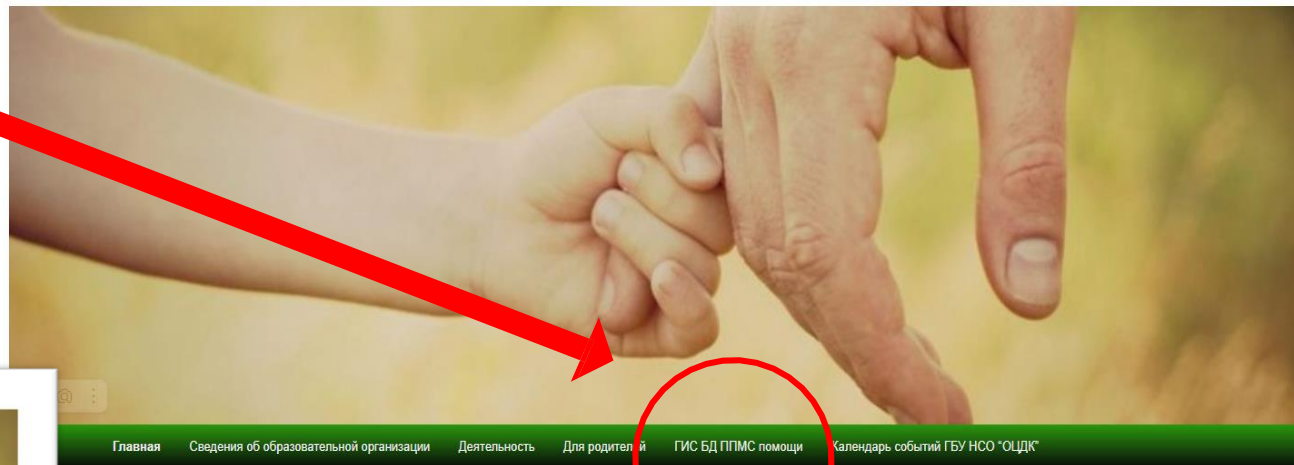 Главная Сведения об образовательной организации Деятельность Для родителей ГИС БД ППМС помощи Календарь событий ГБУ НСО "ОЦДК"